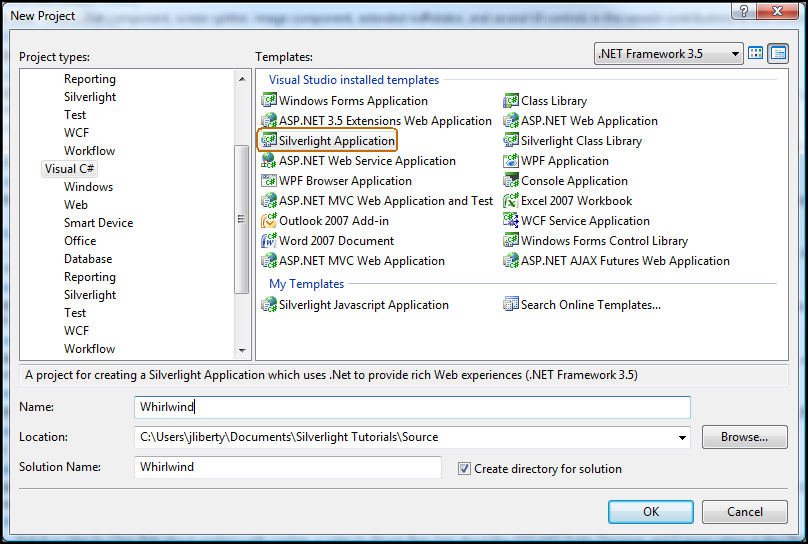 New Project
Project types:
Templates:
.NET Framework 3.5
Reporting
Silverlight
Test
WCF
Workflow
Visual C#
Windows
Web
Smart Device
Office
Database
Reporting
Silverlight
Test
WCF
Workflow
Visual Studio installed templates
Windows Forms Application
Class Library
ASP.NET 3.5 Extensions Web Application
ASP.NET Web Application
Silverlight Application
Silverlight Class Library
ASP.NET Web Service Application
WPF Application
WPF Browser Application
Console Application
ASP.NET MVC Web Application and Test
Excel 2007 Workbook
Outlook 2007 Add-in
WCF Service Application
Word 2007 Document
Windows Forms Control Library
ASP.NET MVC Web Application
ASP.NET AJAX Futures Web Application
My Templates
Silverlight Javascript Application
Search Online Templates...
A project for creating a Silverlight Application which uses .Net to provide rich Web experiences (.NET Framework 3.5)
Name:
Whirlwind
Location:
C:\Users\jliberty\Documents\Silverlight Tutorials\Source
Browse...
Solution Name:
Whirlwind
Create directory for solution
OK
Cancel